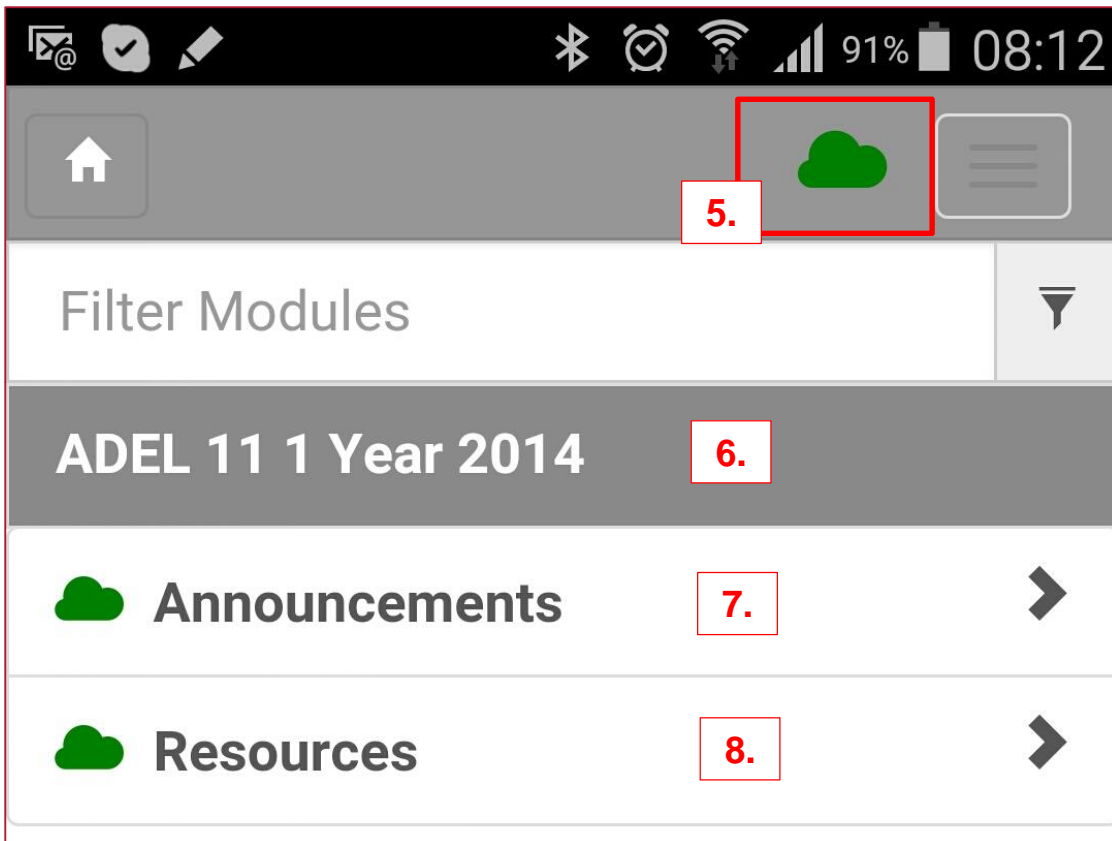 91% 08:12
5.
Filter Modules
ADEL 11 1 Year 2014 6.
Announcements 7.
Resources 8.